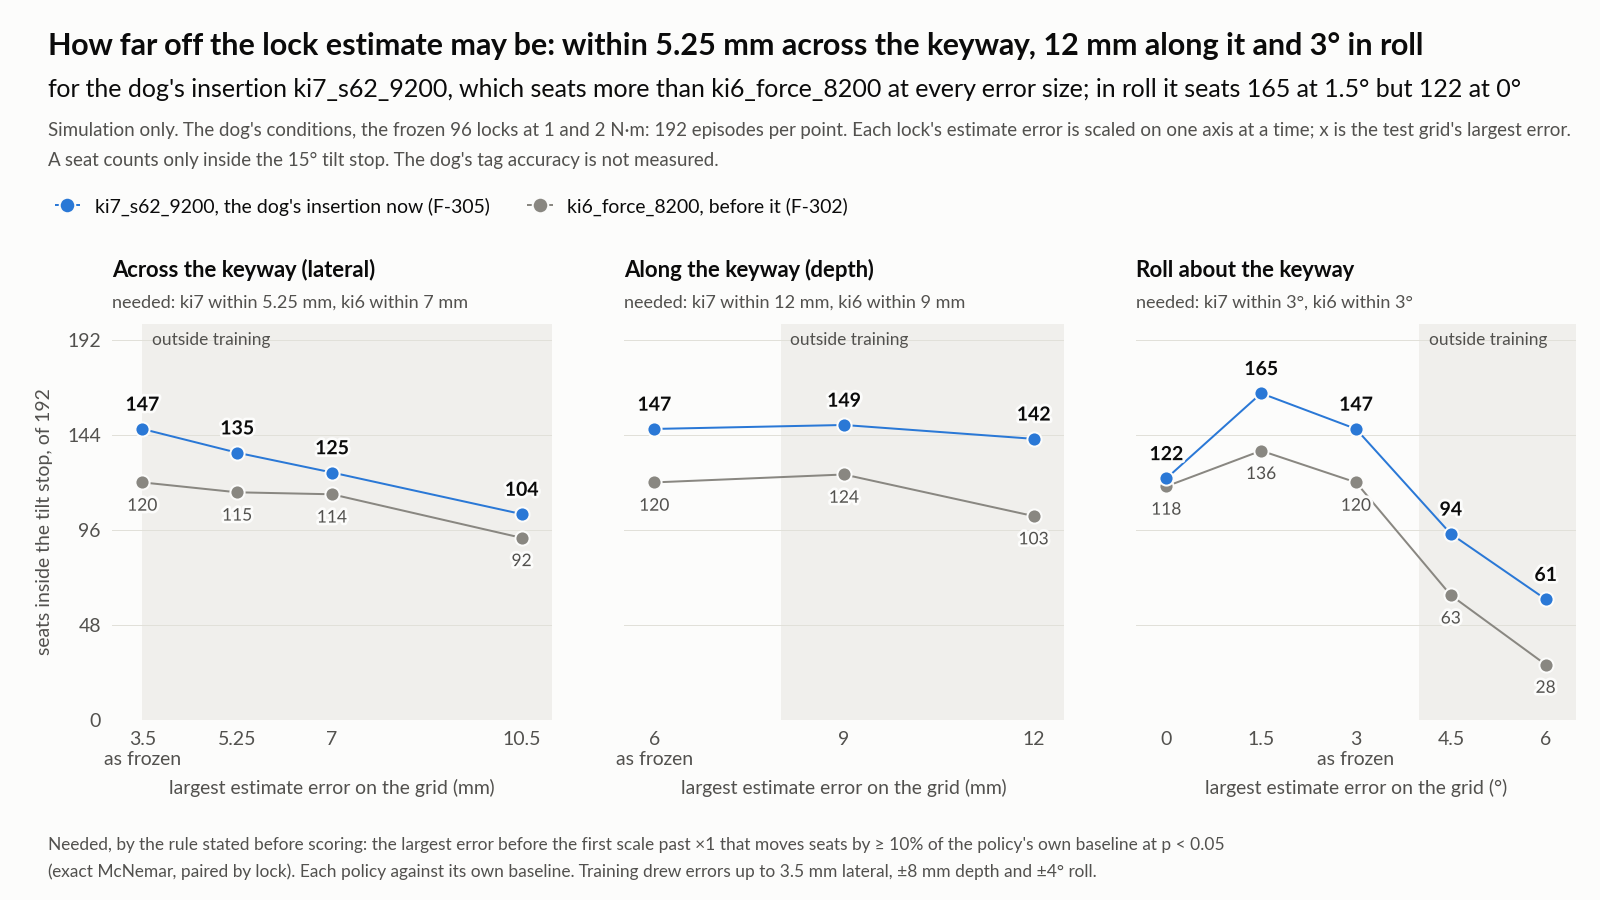 How far off the lock estimate may be: within 5.25 mm across the keyway, 12 mm along it and 3° in roll
for the dog's insertion ki7_s62_9200, which seats more than ki6_force_8200 at every error size; in roll it seats 165 at 1.5° but 122 at 0°
Simulation only. The dog's conditions, the frozen 96 locks at 1 and 2 N·m: 192 episodes per point. Each lock's estimate error is scaled on one axis at a time; x is the test grid's largest error.
A seat counts only inside the 15° tilt stop. The dog's tag accuracy is not measured.
ki7_s62_9200, the dog's insertion now (F-305)
ki6_force_8200, before it (F-302)
Across the keyway (lateral)
needed: ki7 within 5.25 mm, ki6 within 7 mm
outside training
seats inside the tilt stop, of 192
192
144
96
48
0
147
135
125
104
120
115
114
92
3.5
as frozen
5.25
7
10.5
largest estimate error on the grid (mm)
Along the keyway (depth)
needed: ki7 within 12 mm, ki6 within 9 mm
outside training
147
149
142
120
124
103
6
as frozen
9
12
largest estimate error on the grid (mm)
Roll about the keyway
needed: ki7 within 3°, ki6 within 3°
outside training
122
165
147
94
61
118
136
120
63
28
0
1.5
3
as frozen
4.5
6
largest estimate error on the grid (°)
Needed, by the rule stated before scoring: the largest error before the first scale past ×1 that moves seats by ≥ 10% of the policy's own baseline at p < 0.05
(exact McNemar, paired by lock). Each policy against its own baseline. Training drew errors up to 3.5 mm lateral, ±8 mm depth and ±4° roll.